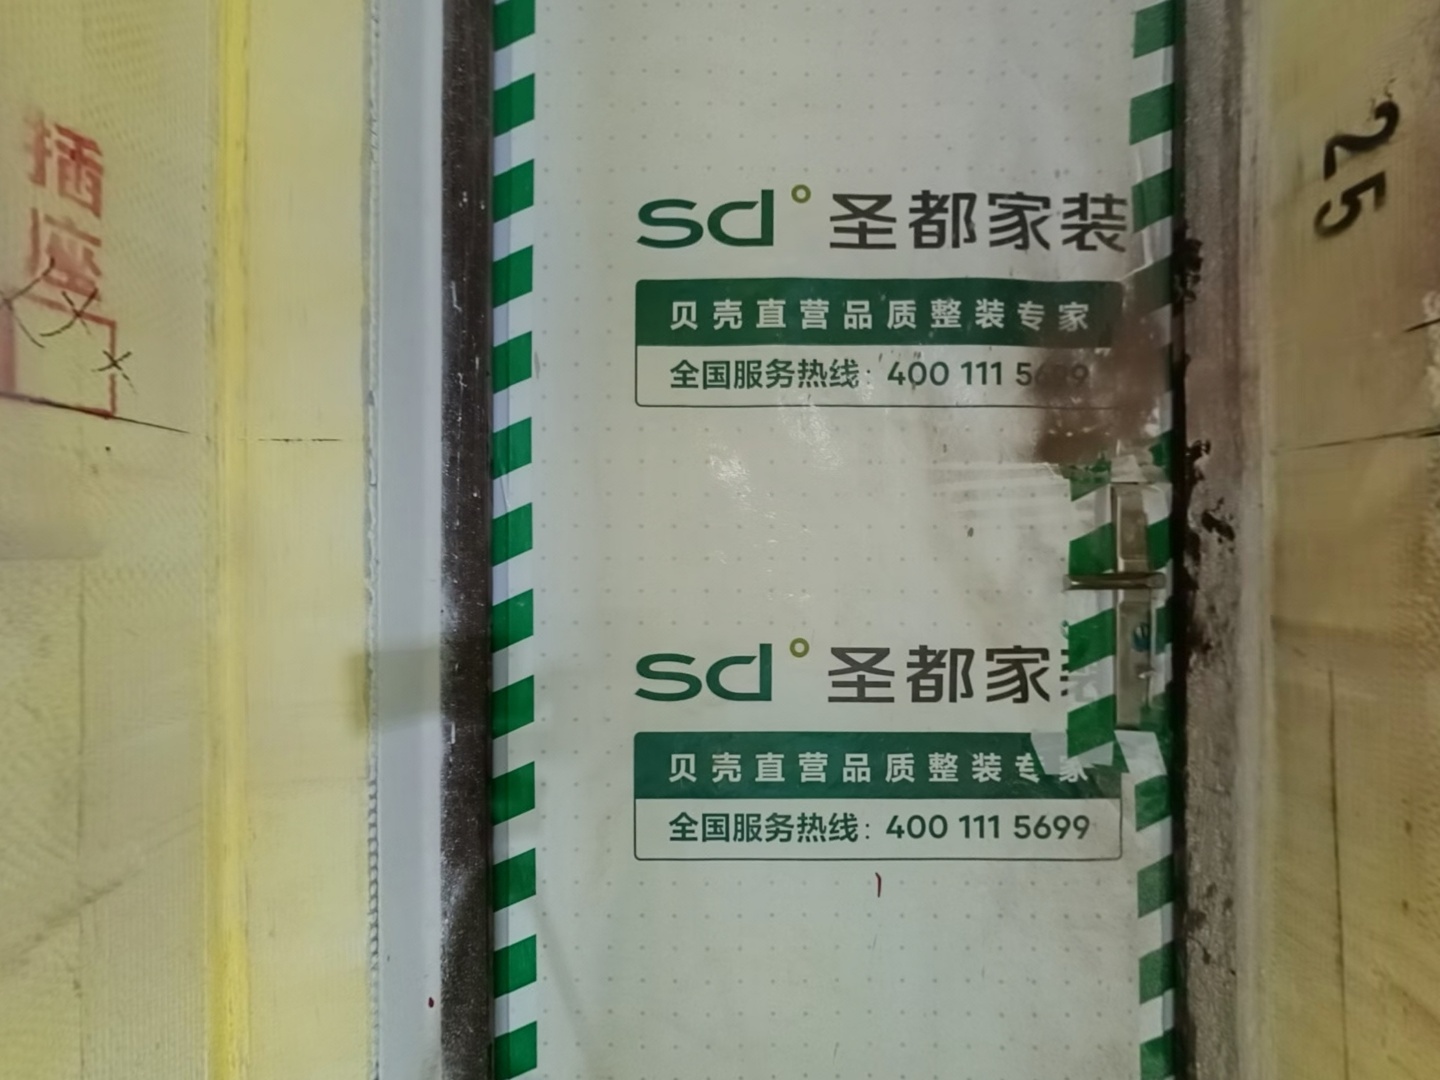 插座
25
sd 圣都家装
贝壳直营品质整装专家
全国服务热线：400 111 5699
sd 圣都家
贝壳直营品质整装专家
全国服务热线：400 111 5699